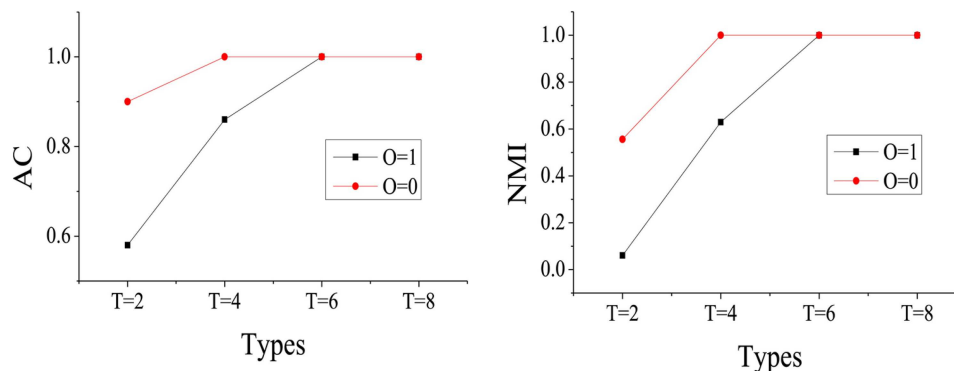 1.0
0.8
0.6
AC
O=1
O=0
T=2 T=4 T=6 T=8
Types
1.0
0.8
0.6
0.4
0.2
0.0
NMI
O=1
O=0
T=2 T=4 T=6 T=8
Types